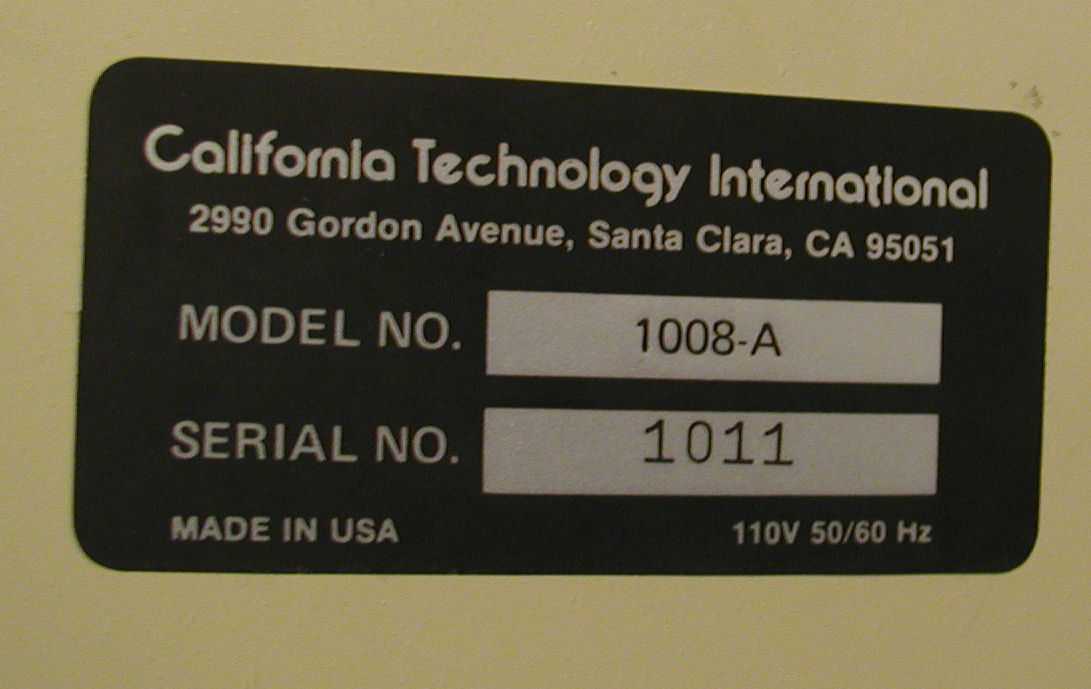 California Technology International
2990 Gordon Avenue, Santa Clara, CA 95051
MODEL NO. 1008-A
SERIAL NO. 1011
MADE IN USA 110V 50/60 Hz